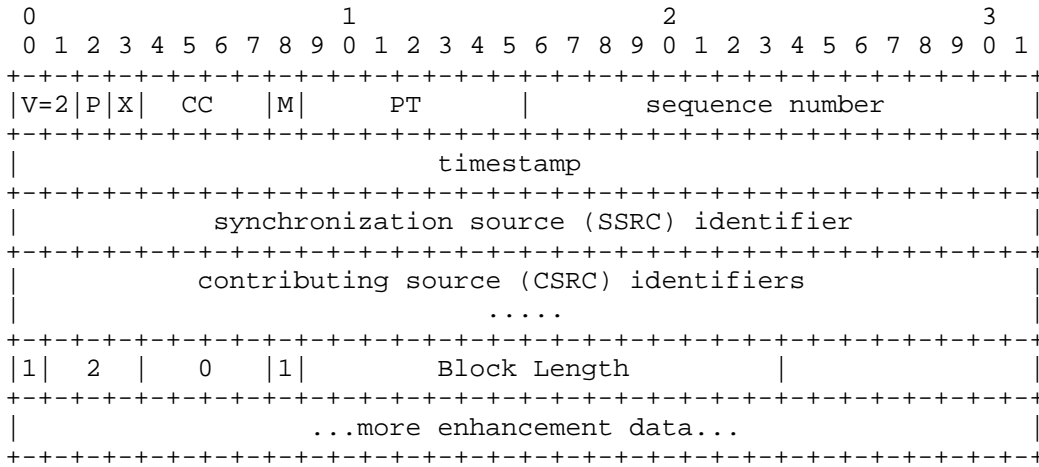 0                   1                   2                   3
 0 1 2 3 4 5 6 7 8 9 0 1 2 3 4 5 6 7 8 9 0 1 2 3 4 5 6 7 8 9 0 1
+-+-+-+-+-+-+-+-+-+-+-+-+-+-+-+-+-+-+-+-+-+-+-+-+-+-+-+-+-+-+-+-+
|V=2|P|X|  CC   |M|     PT      |       sequence number         |
+-+-+-+-+-+-+-+-+-+-+-+-+-+-+-+-+-+-+-+-+-+-+-+-+-+-+-+-+-+-+-+-+
|                          timestamp                            |
+-+-+-+-+-+-+-+-+-+-+-+-+-+-+-+-+-+-+-+-+-+-+-+-+-+-+-+-+-+-+-+-+
|            synchronization source (SSRC) identifier           |
+-+-+-+-+-+-+-+-+-+-+-+-+-+-+-+-+-+-+-+-+-+-+-+-+-+-+-+-+-+-+-+-+
|           contributing source (CSRC) identifiers              |
|                             .....                             |
+-+-+-+-+-+-+-+-+-+-+-+-+-+-+-+-+-+-+-+-+-+-+-+-+-+-+-+-+-+-+-+-+
|1|  2  |   0   |1|        Block Length         |               |
+-+-+-+-+-+-+-+-+-+-+-+-+-+-+-+-+-+-+-+-+-+-+-+-+-+-+-+-+-+-+-+-+
|                  ...more enhancement data...                  |
+-+-+-+-+-+-+-+-+-+-+-+-+-+-+-+-+-+-+-+-+-+-+-+-+-+-+-+-+-+-+-+-+